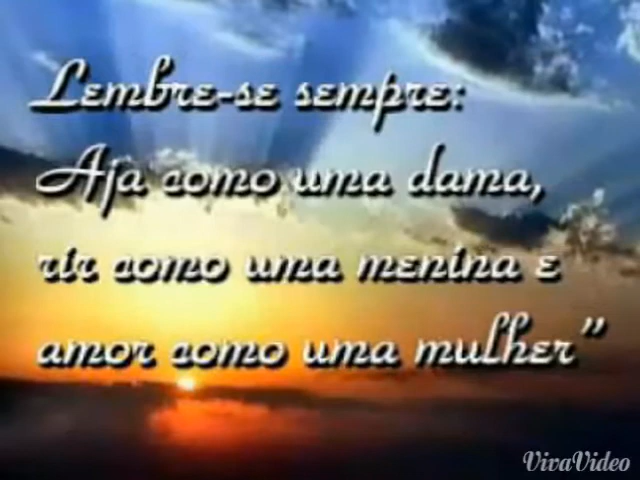 Lembre-se sempre:
Aja como uma dama,
rir como uma menina e
amor como uma mulher”
VivaVideo